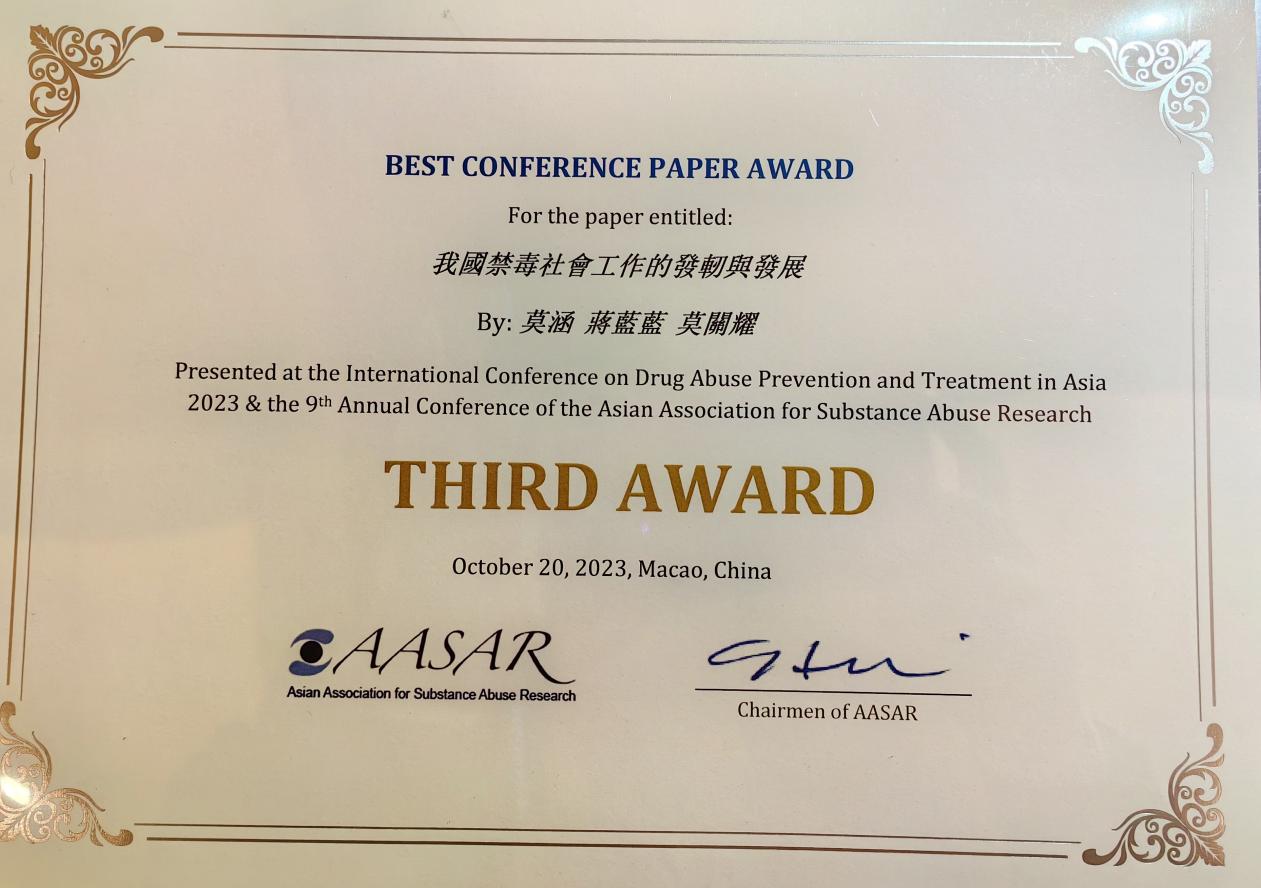 BEST CONFERENCE PAPER AWARD
For the paper entitled:
我國禁毒社會工作的發軔與發展
By: 莫涵 蔣藍藍 莫關耀
Presented at the International Conference on Drug Abuse Prevention and Treatment in Asia
2023 & the 9th Annual Conference of the Asian Association for Substance Abuse Research
THIRD AWARD
October 20, 2023, Macao, China
AASAR
Asian Association for Substance Abuse Research
Chairmen of AASAR